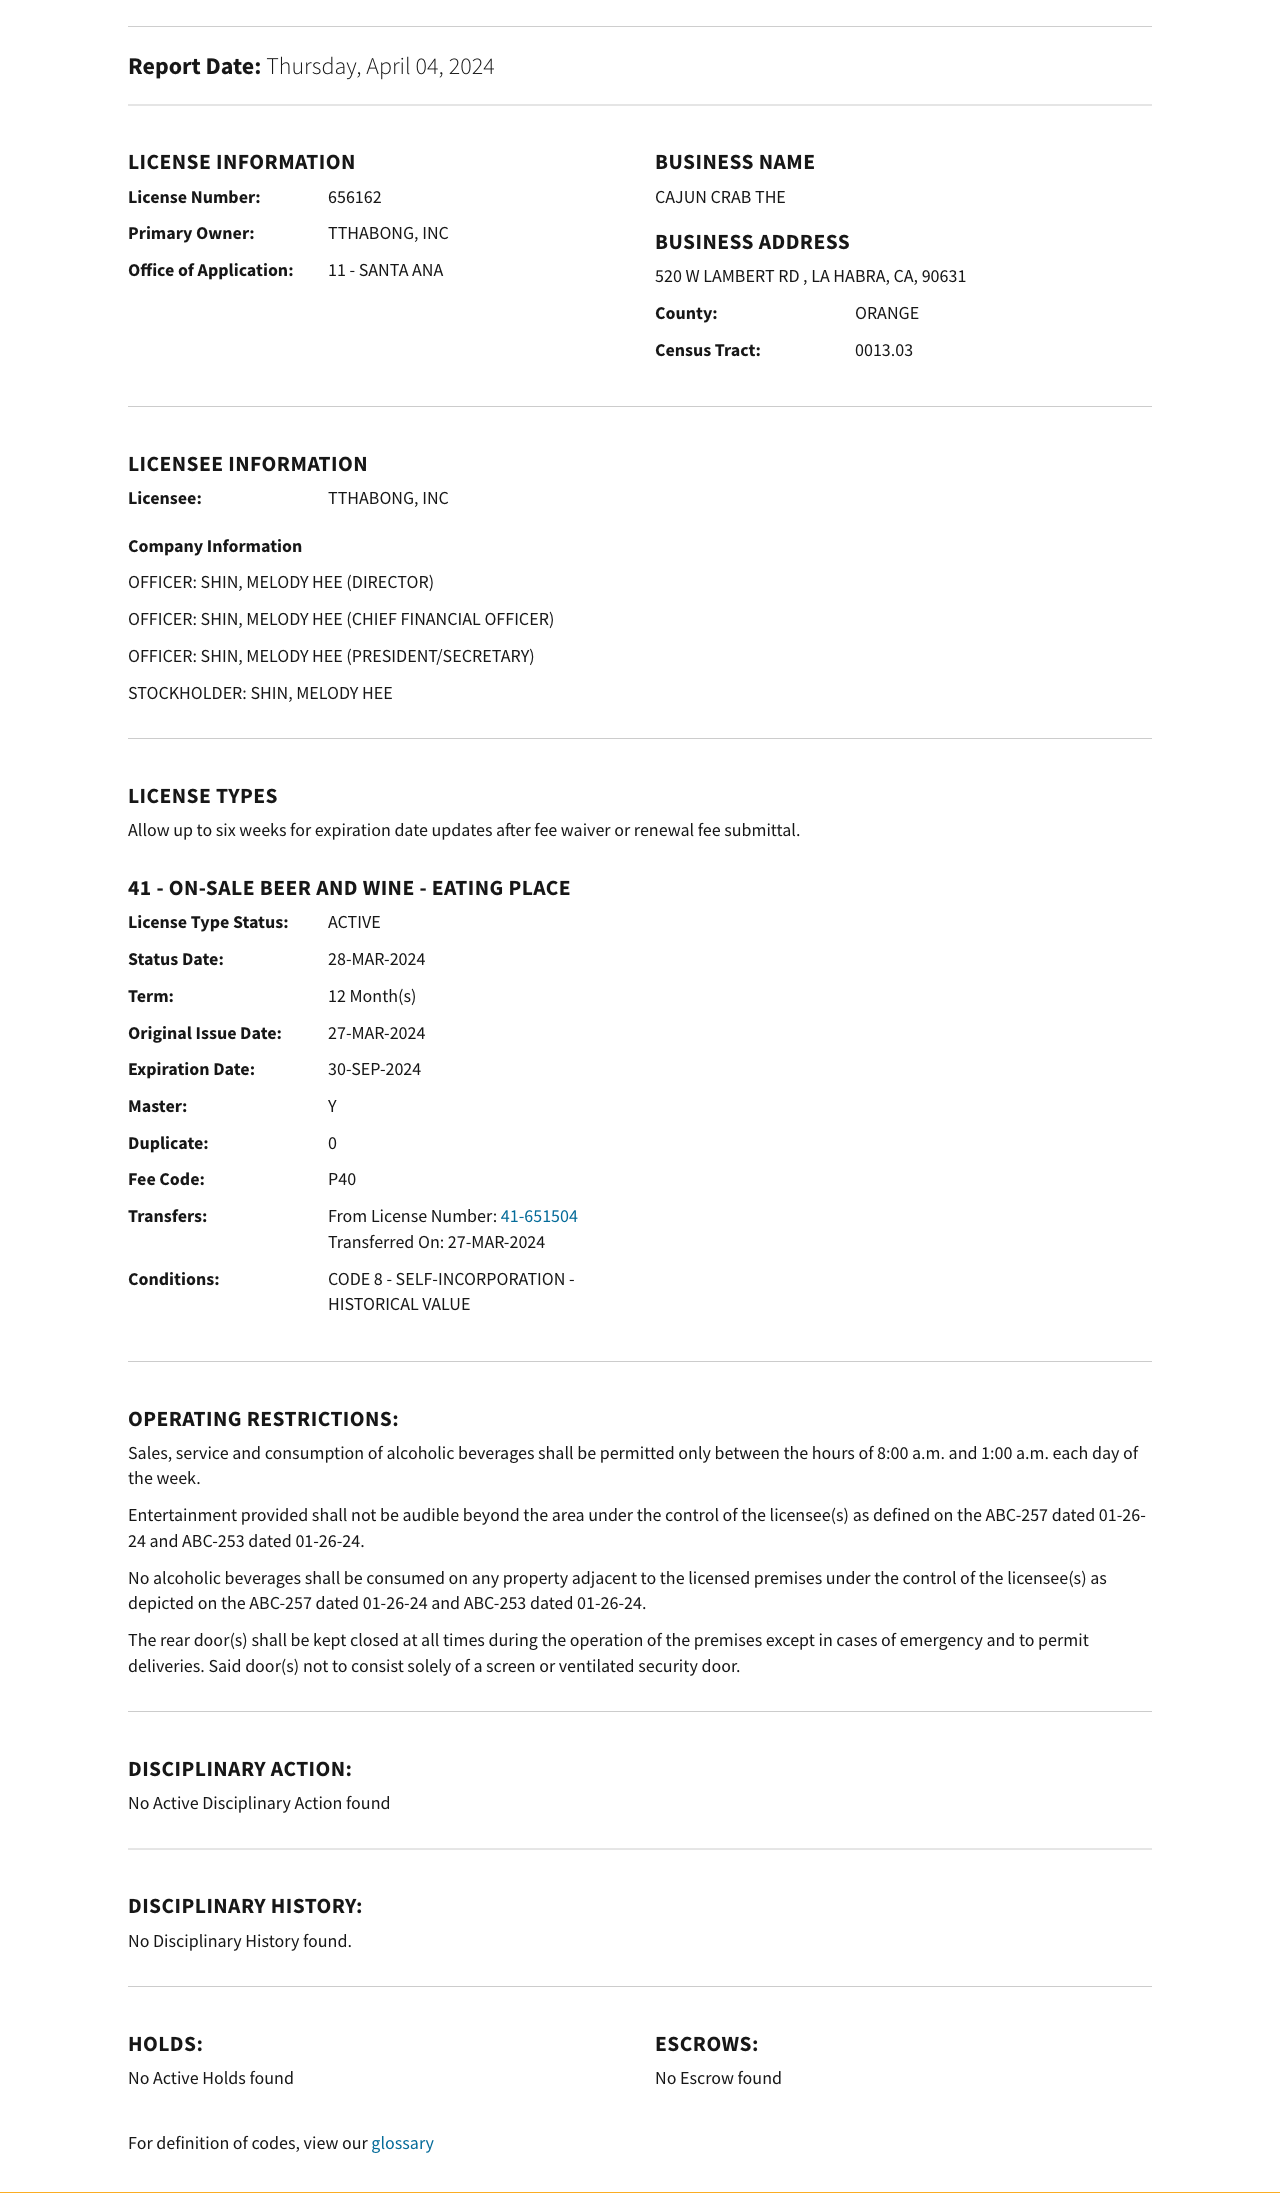 Report Date: Thursday, April 04, 2024
LICENSE INFORMATION
License Number: 656162
Primary Owner: TTHABONG, INC
Office of Application: 11 - SANTA ANA
BUSINESS NAME
CAJUN CRAB THE
BUSINESS ADDRESS
520 W LAMBERT RD , LA HABRA, CA, 90631
County: ORANGE
Census Tract: 0013.03
LICENSEE INFORMATION
Licensee: TTHABONG, INC
Company Information
OFFICER: SHIN, MELODY HEE (DIRECTOR)
OFFICER: SHIN, MELODY HEE (CHIEF FINANCIAL OFFICER)
OFFICER: SHIN, MELODY HEE (PRESIDENT/SECRETARY)
STOCKHOLDER: SHIN, MELODY HEE
LICENSE TYPES
Allow up to six weeks for expiration date updates after fee waiver or renewal fee submittal.
41 - ON-SALE BEER AND WINE - EATING PLACE
License Type Status: ACTIVE
Status Date: 28-MAR-2024
Term: 12 Month(s)
Original Issue Date: 27-MAR-2024
Expiration Date: 30-SEP-2024
Master: Y
Duplicate: 0
Fee Code: P40
Transfers: From License Number: 41-651504
Transferred On: 27-MAR-2024
Conditions: CODE 8 - SELF-INCORPORATION -
HISTORICAL VALUE
OPERATING RESTRICTIONS:
Sales, service and consumption of alcoholic beverages shall be permitted only between the hours of 8:00 a.m. and 1:00 a.m. each day of
the week.
Entertainment provided shall not be audible beyond the area under the control of the licensee(s) as defined on the ABC-257 dated 01-26-
24 and ABC-253 dated 01-26-24.
No alcoholic beverages shall be consumed on any property adjacent to the licensed premises under the control of the licensee(s) as
depicted on the ABC-257 dated 01-26-24 and ABC-253 dated 01-26-24.
The rear door(s) shall be kept closed at all times during the operation of the premises except in cases of emergency and to permit
deliveries. Said door(s) not to consist solely of a screen or ventilated security door.
DISCIPLINARY ACTION:
No Active Disciplinary Action found
DISCIPLINARY HISTORY:
No Disciplinary History found.
HOLDS:
No Active Holds found
ESCROWS:
No Escrow found
For definition of codes, view our glossary